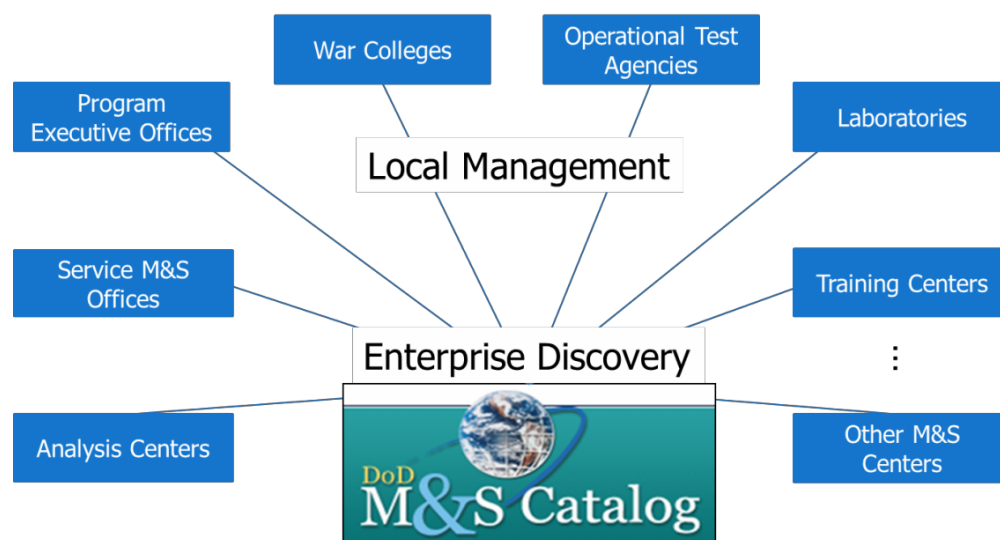 War Colleges
Operational Test
Agencies
Program
Executive Offices
Laboratories
Local Management
Service M&S
Offices
Training Centers
⋮
Enterprise Discovery
Analysis Centers
Other M&S
Centers
DoD
M&S Catalog